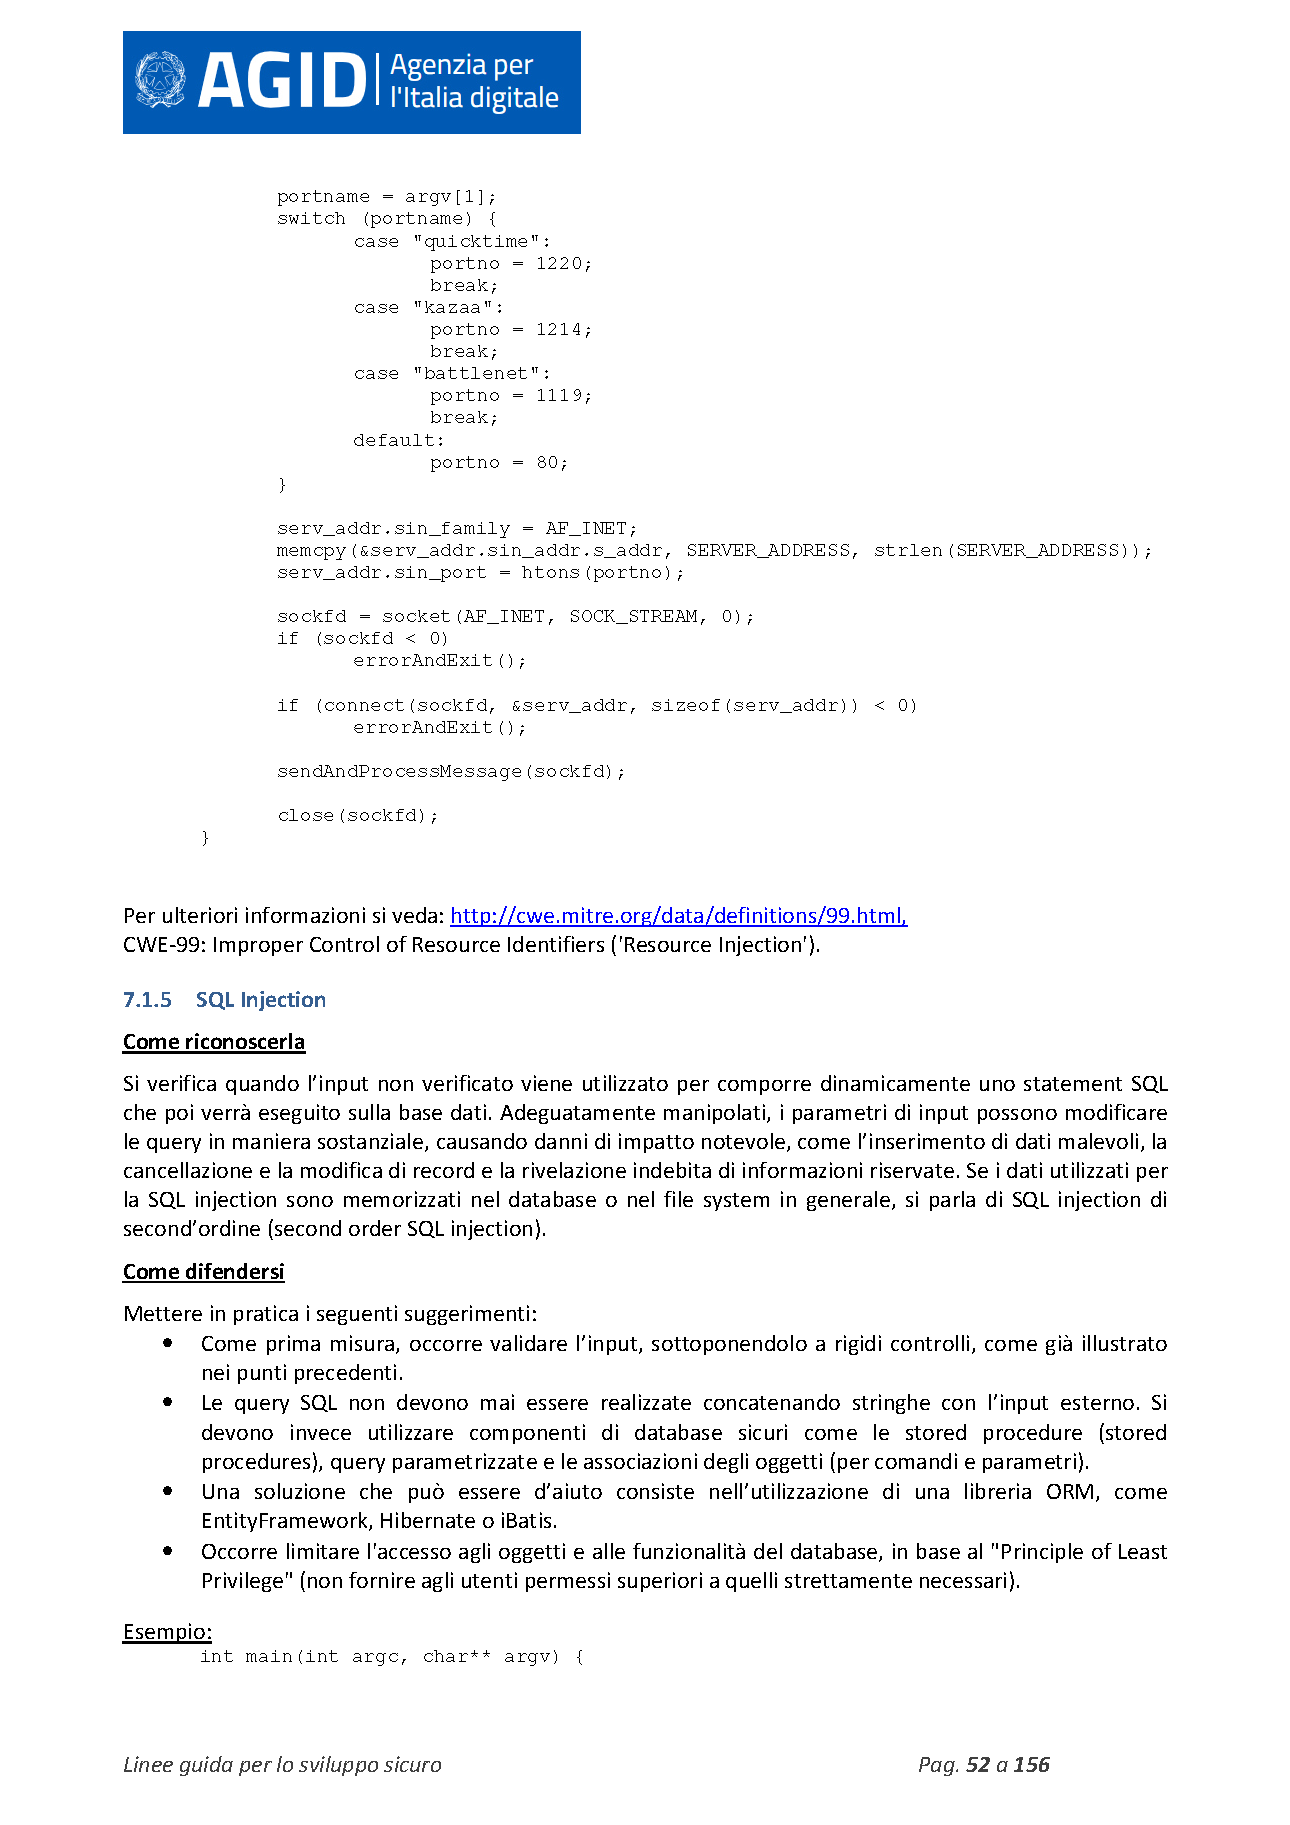 AGID Agenzia per
l'Italia digitale
portname = argv[1];
switch (portname) {
case "quicktime":
portno = 1220;
break;
case "kazaa":
portno = 1214;
break;
case "battlenet":
portno = 1119;
break;
default:
portno = 80;
}
serv_addr.sin_family = AF_INET;
memcpy(&serv_addr.sin_addr.s_addr, SERVER_ADDRESS, strlen(SERVER_ADDRESS));
serv_addr.sin_port = htons(portno);
sockfd = socket(AF_INET, SOCK_STREAM, 0);
if (sockfd < 0)
errorAndExit();
if (connect(sockfd, &serv_addr, sizeof(serv_addr)) < 0)
errorAndExit();
sendAndProcessMessage(sockfd);
close(sockfd);
}
Per ulteriori informazioni si veda: http://cwe.mitre.org/data/definitions/99.html,
CWE-99: Improper Control of Resource Identifiers ('Resource Injection').
7.1.5 SQL Injection
Come riconoscerla
Si verifica quando l’input non verificato viene utilizzato per comporre dinamicamente uno statement SQL
che poi verrà eseguito sulla base dati. Adeguatamente manipolati, i parametri di input possono modificare
le query in maniera sostanziale, causando danni di impatto notevole, come l’inserimento di dati malevoli, la
cancellazione e la modifica di record e la rivelazione indebita di informazioni riservate. Se i dati utilizzati per
la SQL injection sono memorizzati nel database o nel file system in generale, si parla di SQL injection di
second’ordine (second order SQL injection).
Come difendersi
Mettere in pratica i seguenti suggerimenti:
• Come prima misura, occorre validare l’input, sottoponendolo a rigidi controlli, come già illustrato
nei punti precedenti.
• Le query SQL non devono mai essere realizzate concatenando stringhe con l’input esterno. Si
devono invece utilizzare componenti di database sicuri come le stored procedure (stored
procedures), query parametrizzate e le associazioni degli oggetti (per comandi e parametri).
• Una soluzione che può essere d’aiuto consiste nell’utilizzazione di una libreria ORM, come
EntityFramework, Hibernate o iBatis.
• Occorre limitare l'accesso agli oggetti e alle funzionalità del database, in base al "Principle of Least
Privilege" (non fornire agli utenti permessi superiori a quelli strettamente necessari).
Esempio:
int main(int argc, char** argv) {
Linee guida per lo sviluppo sicuro Pag. 52 a 156